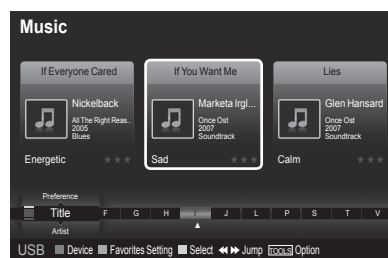 Music
If Everyone Cared
If You Want Me
Lies
Nickelback
All The Right Reas..
2005
Blues
Marketa Irgl...
Once Ost
2007
Soundtrack
Glen Hansard
Once Ost
2007
Soundtrack
Energetic
Sad
Calm
Preference
Title F G H I J L P S T V
Artist
USB Device Favorites Setting Select Jump TOOLS Option